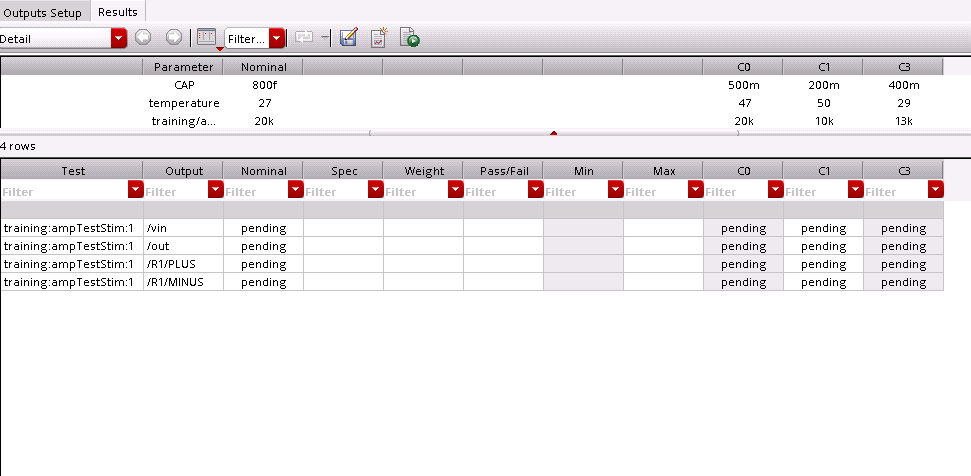 Outputs Setup Results
Detail Filter...
Parameter Nominal C0 C1 C3
CAP 800f 500m 200m 400m
temperature 27 47 50 29
training/a... 20k 20k 10k 13k
4 rows
Test Output Nominal Spec Weight Pass/Fail Min Max C0 C1 C3
Filter Filter Filter Filter Filter Filter Filter Filter Filter Filter Filter
training:ampTestStim:1 /vin pending pending pending pending
training:ampTestStim:1 /out pending pending pending pending
training:ampTestStim:1 /R1/PLUS pending pending pending pending
training:ampTestStim:1 /R1/MINUS pending pending pending pending